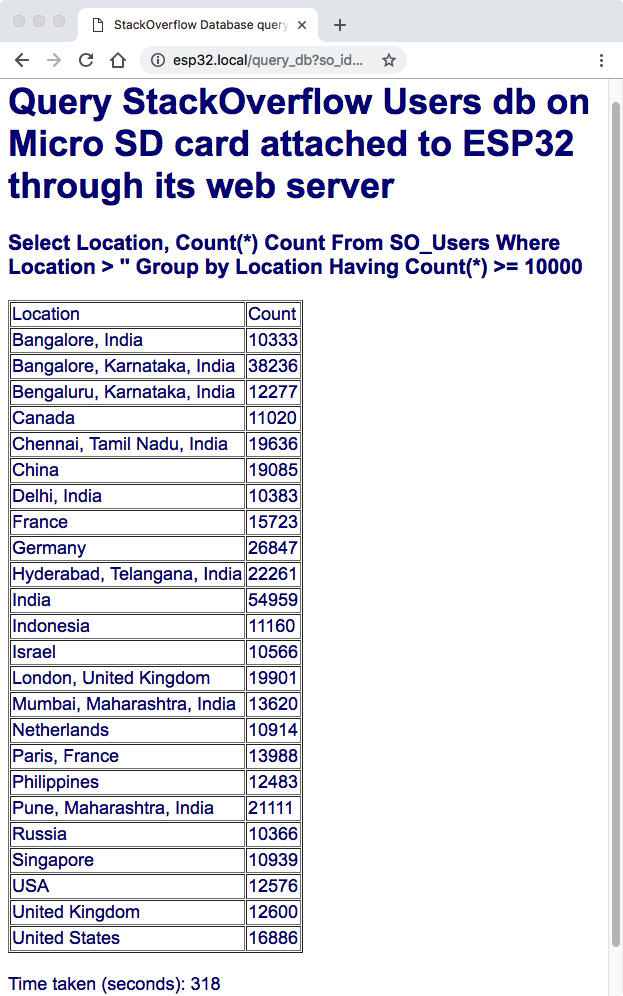 StackOverflow Database query
esp32.local/query_db?so_id...
Query StackOverflow Users db on
Micro SD card attached to ESP32
through its web server
Select Location, Count(*) Count From SO_Users Where
Location > '' Group by Location Having Count(*) >= 10000
Location Count
Bangalore, India 10333
Bangalore, Karnataka, India 38236
Bengaluru, Karnataka, India 12277
Canada 11020
Chennai, Tamil Nadu, India 19636
China 19085
Delhi, India 10383
France 15723
Germany 26847
Hyderabad, Telangana, India 22261
India 54959
Indonesia 11160
Israel 10566
London, United Kingdom 19901
Mumbai, Maharashtra, India 13620
Netherlands 10914
Paris, France 13988
Philippines 12483
Pune, Maharashtra, India 21111
Russia 10366
Singapore 10939
USA 12576
United Kingdom 12600
United States 16886
Time taken (seconds): 318